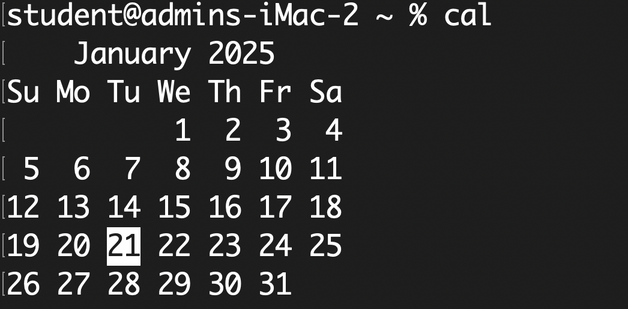 student@admins-iMac-2 ~ % cal
    January 2025
Su Mo Tu We Th Fr Sa
          1  2  3  4
 5  6  7  8  9 10 11
12 13 14 15 16 17 18
19 20 21 22 23 24 25
26 27 28 29 30 31